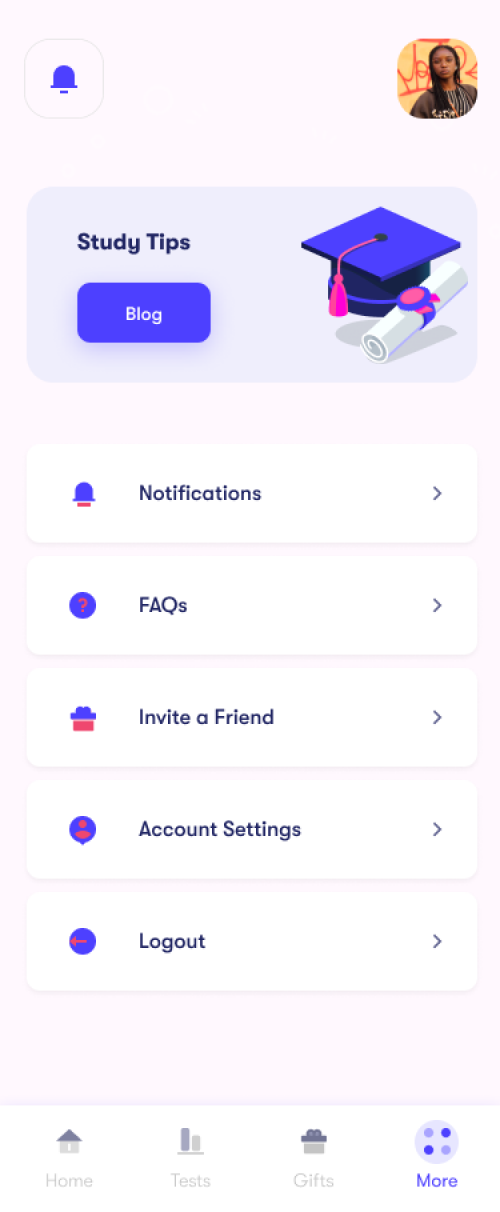 Study Tips
Blog
Notifications
?
FAQs
Invite a Friend
Account Settings
Logout
Home
Tests
Gifts
More